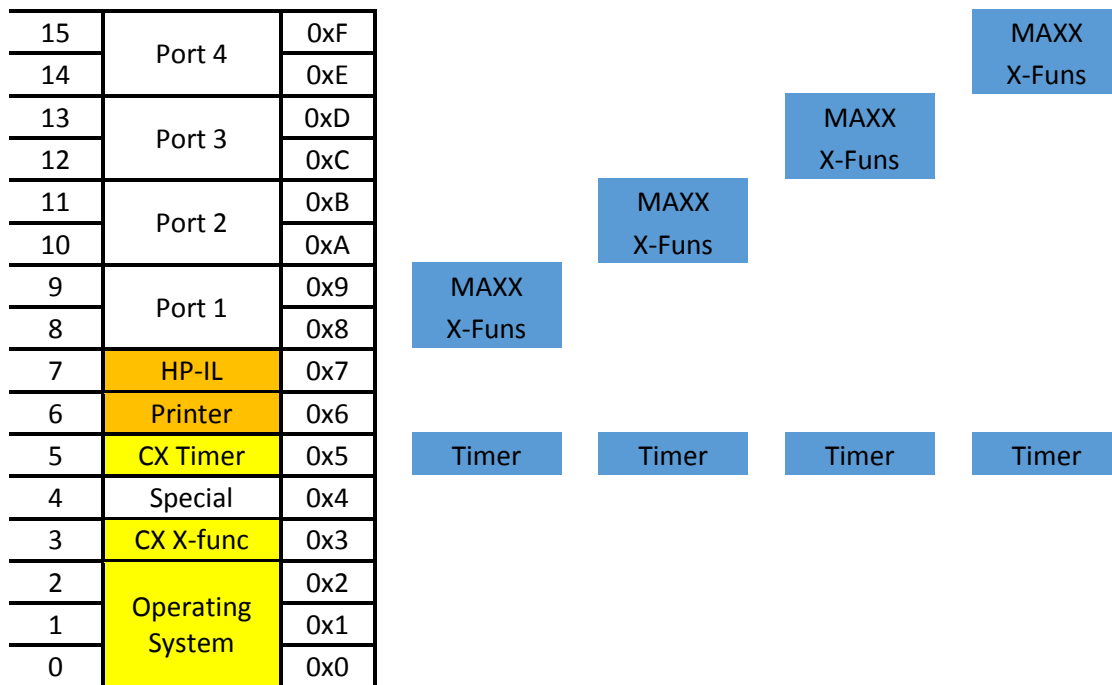 15 Port 4 0xF MAXX
14 0xE X-Funs
13 Port 3 0xD MAXX
12 0xC X-Funs
11 Port 2 0xB MAXX
10 0xA X-Funs
9 Port 1 0x9 MAXX
8 0x8 X-Funs
7 HP-IL 0x7
6 Printer 0x6
5 CX Timer 0x5 Timer Timer Timer Timer
4 Special 0x4
3 CX X-func 0x3
2 Operating 0x2
1 System 0x1
0 0x0